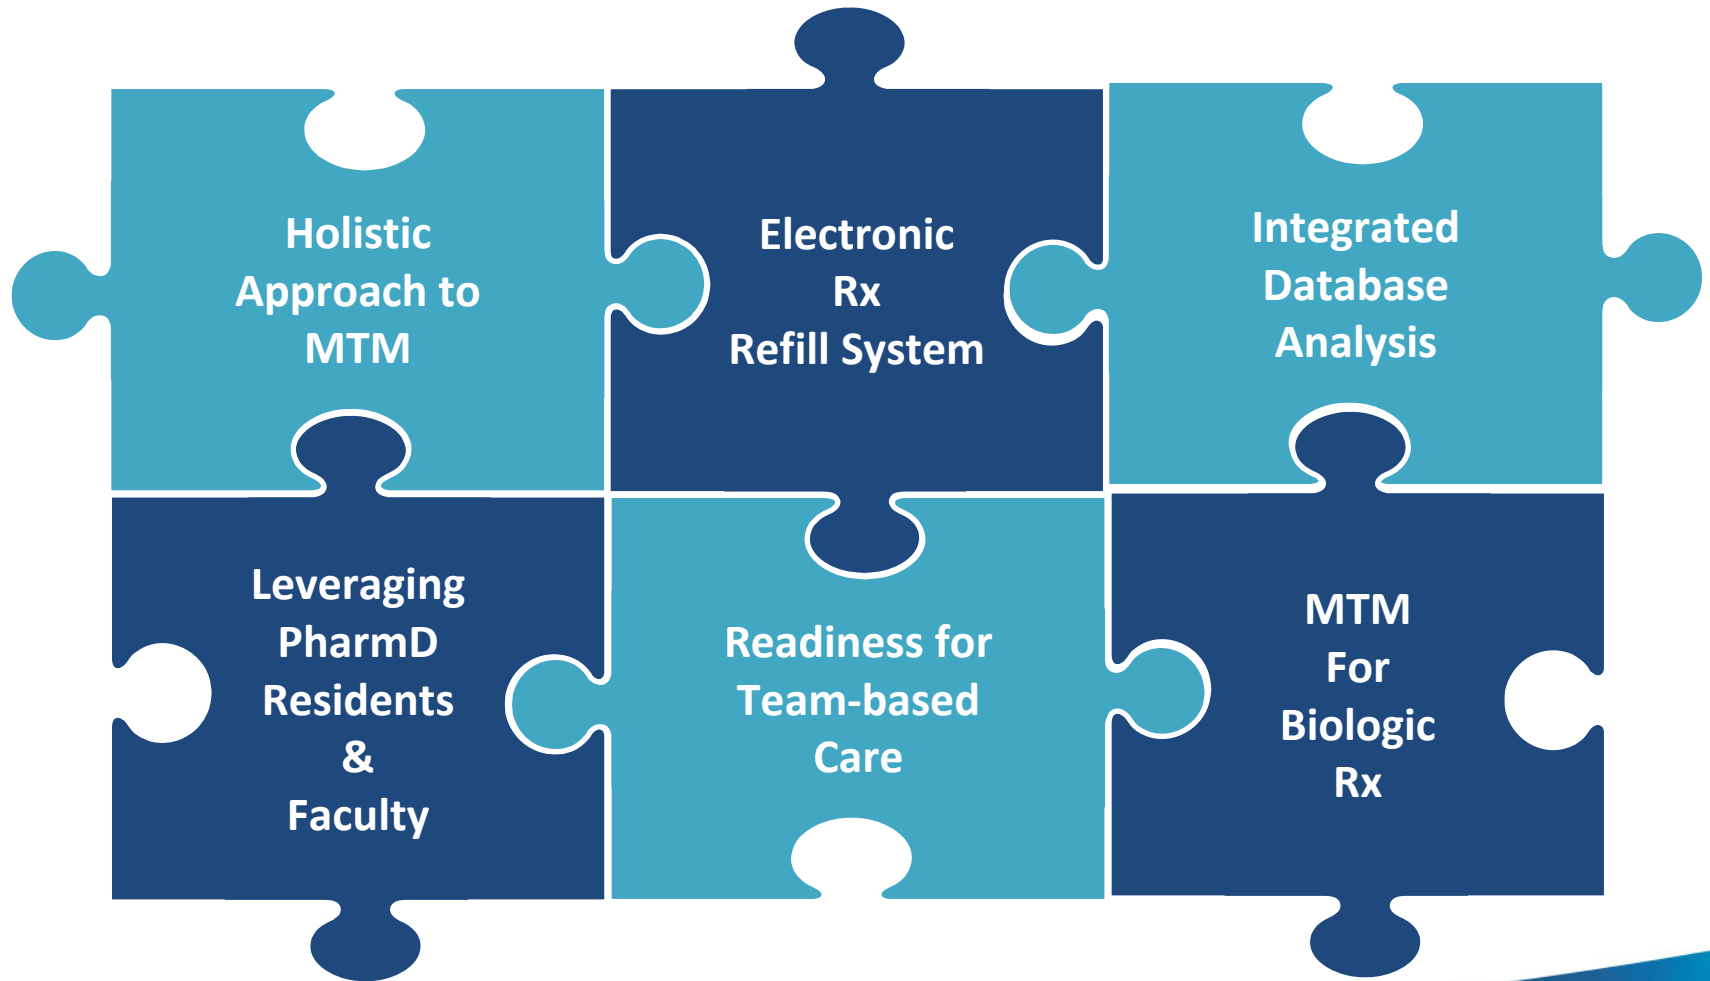 Holistic
Approach to
MTM
Electronic
Rx
Refill System
Integrated
Database
Analysis
Leveraging
PharmD
Residents
&
Faculty
Readiness for
Team-based
Care
MTM
For
Biologic
Rx